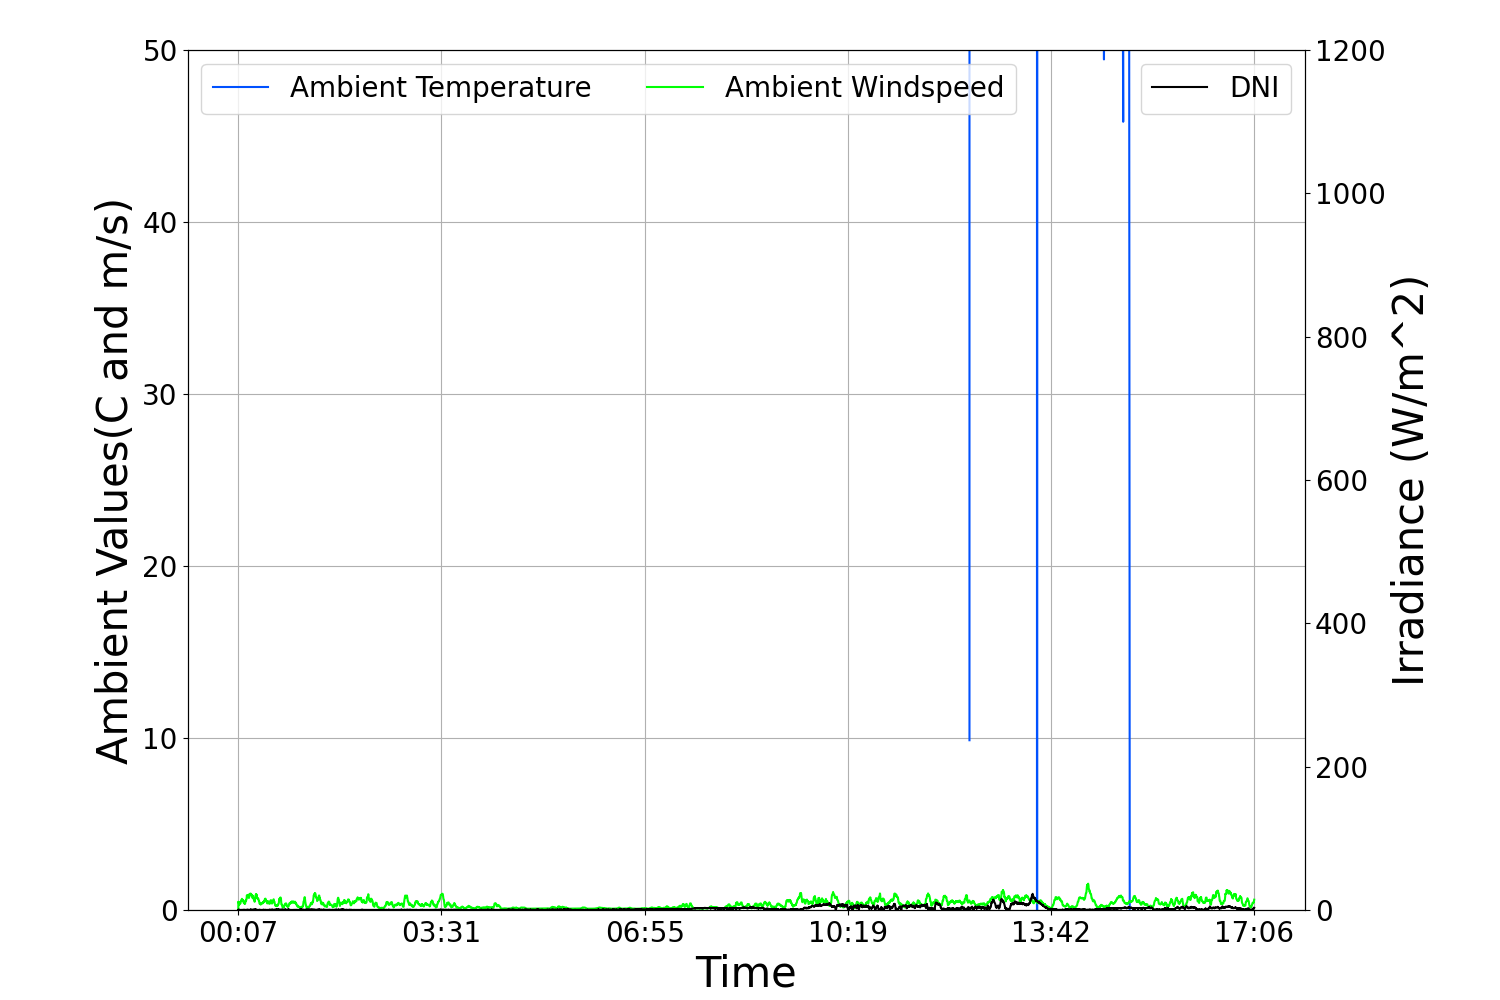 Ambient Temperature
Ambient Windspeed
DNI
50
40
30
20
10
0
Ambient Values(C and m/s)
1200
1000
800
600
400
200
0
Irradiance (W/m^2)
00:07 03:31 06:55 10:19 13:42 17:06
Time